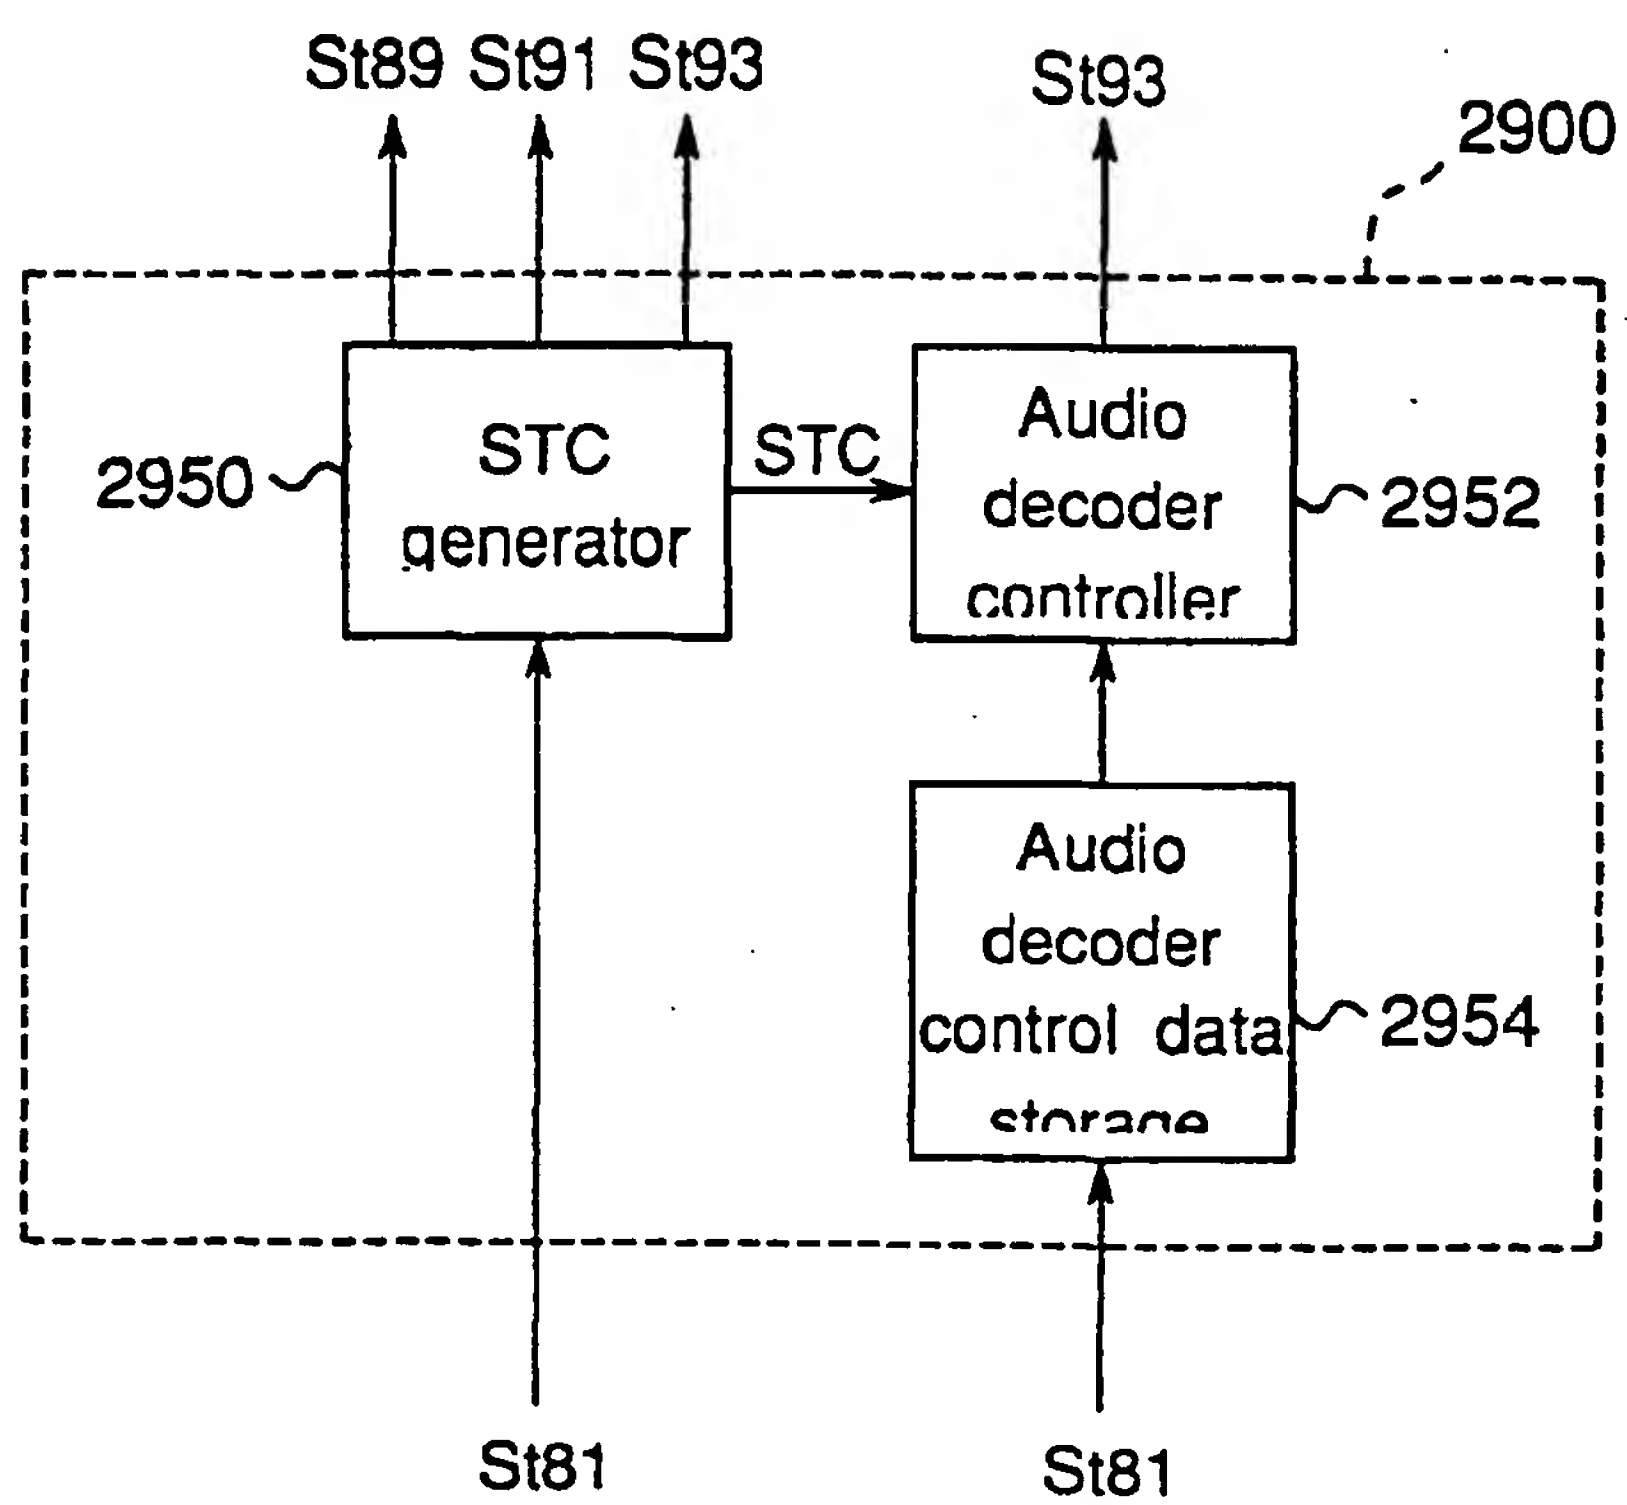 St89 St91 St93
St93
2900
STC
generator
2950
STC
Audio
decoder
controller
2952
Audio
decoder
control data
storage
2954
St81
St81